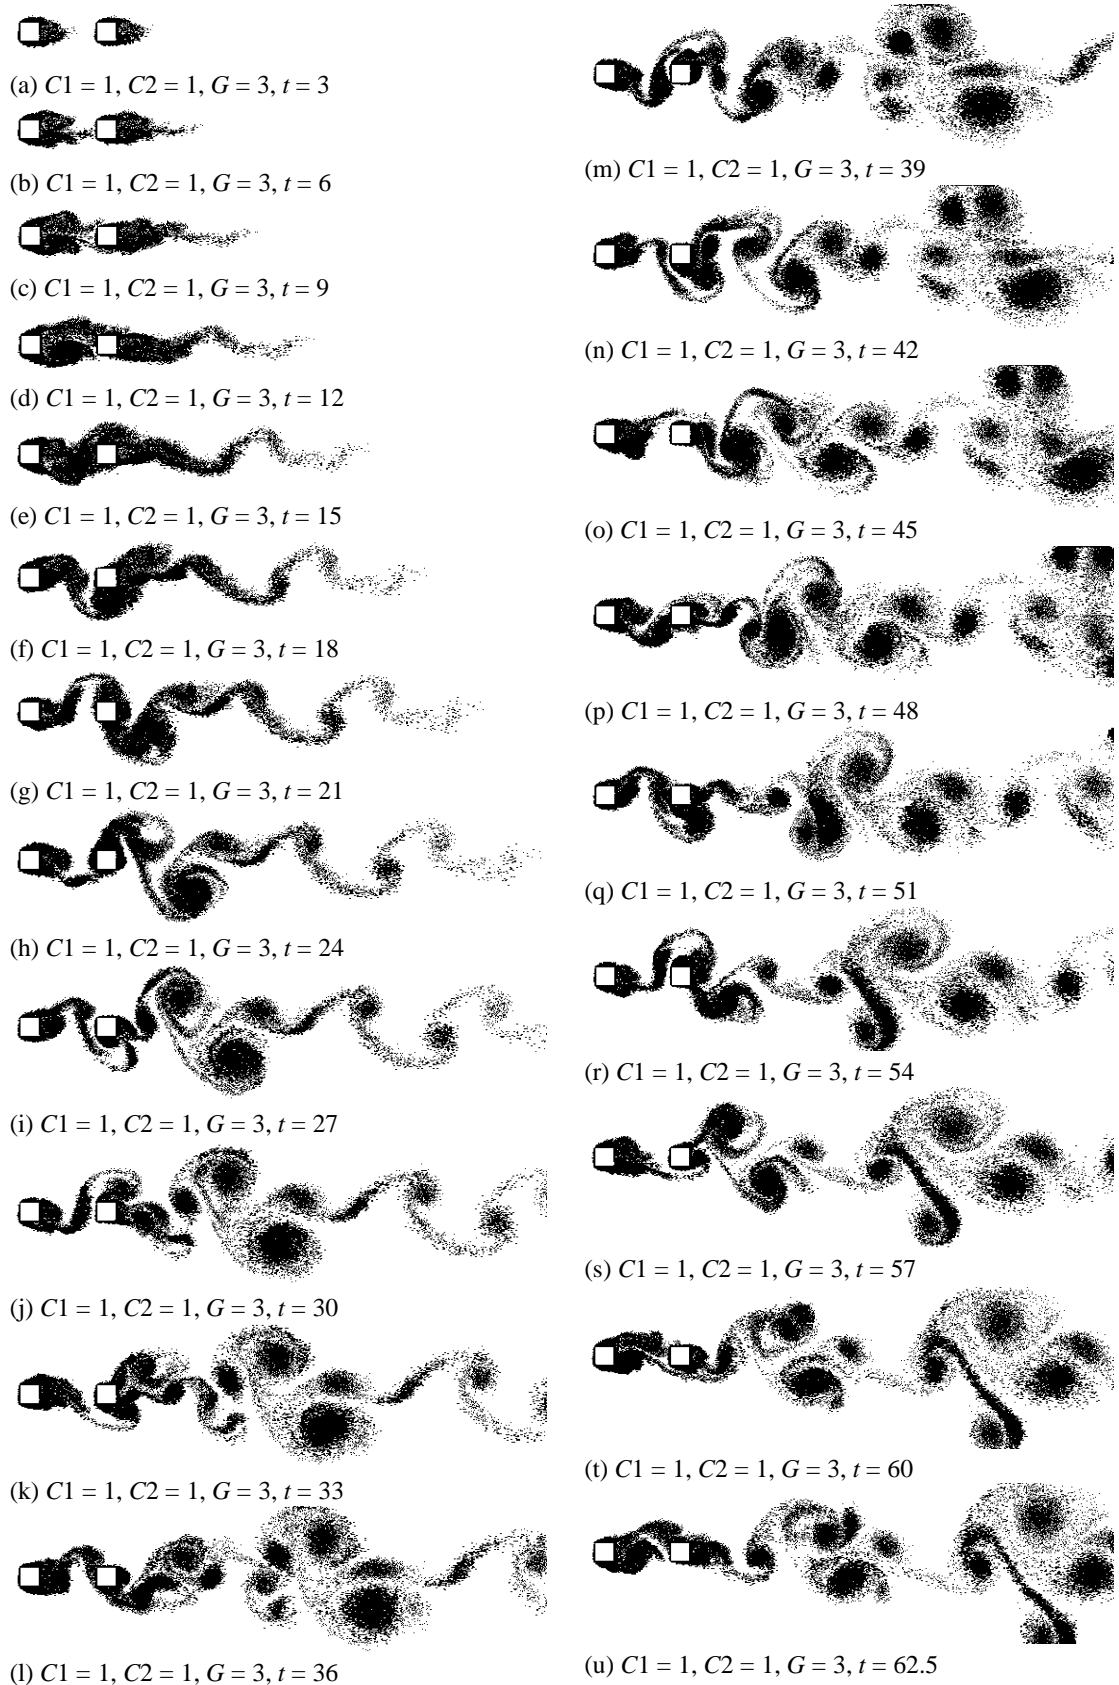 (a) C1 = 1, C2 = 1, G = 3, t = 3
(b) C1 = 1, C2 = 1, G = 3, t = 6
(c) C1 = 1, C2 = 1, G = 3, t = 9
(d) C1 = 1, C2 = 1, G = 3, t = 12
(e) C1 = 1, C2 = 1, G = 3, t = 15
(f) C1 = 1, C2 = 1, G = 3, t = 18
(g) C1 = 1, C2 = 1, G = 3, t = 21
(h) C1 = 1, C2 = 1, G = 3, t = 24
(i) C1 = 1, C2 = 1, G = 3, t = 27
(j) C1 = 1, C2 = 1, G = 3, t = 30
(k) C1 = 1, C2 = 1, G = 3, t = 33
(l) C1 = 1, C2 = 1, G = 3, t = 36
(m) C1 = 1, C2 = 1, G = 3, t = 39
(n) C1 = 1, C2 = 1, G = 3, t = 42
(o) C1 = 1, C2 = 1, G = 3, t = 45
(p) C1 = 1, C2 = 1, G = 3, t = 48
(q) C1 = 1, C2 = 1, G = 3, t = 51
(r) C1 = 1, C2 = 1, G = 3, t = 54
(s) C1 = 1, C2 = 1, G = 3, t = 57
(t) C1 = 1, C2 = 1, G = 3, t = 60
(u) C1 = 1, C2 = 1, G = 3, t = 62.5